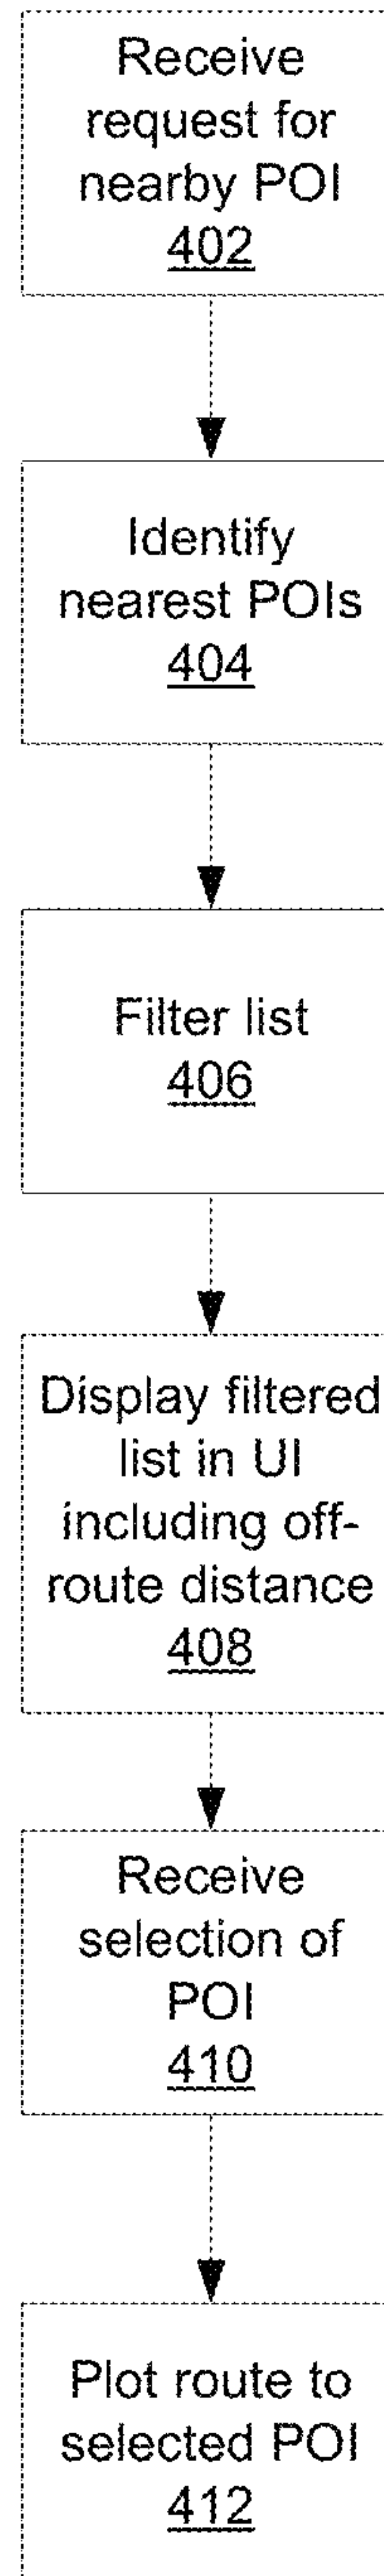 Receive
request for
nearby POI
402
Identify
nearest POIs
404
Filter list
406
Display filtered
list in UI
including off-
route distance
408
Receive
selection of
POI
410
Plot route to
selected POI
412